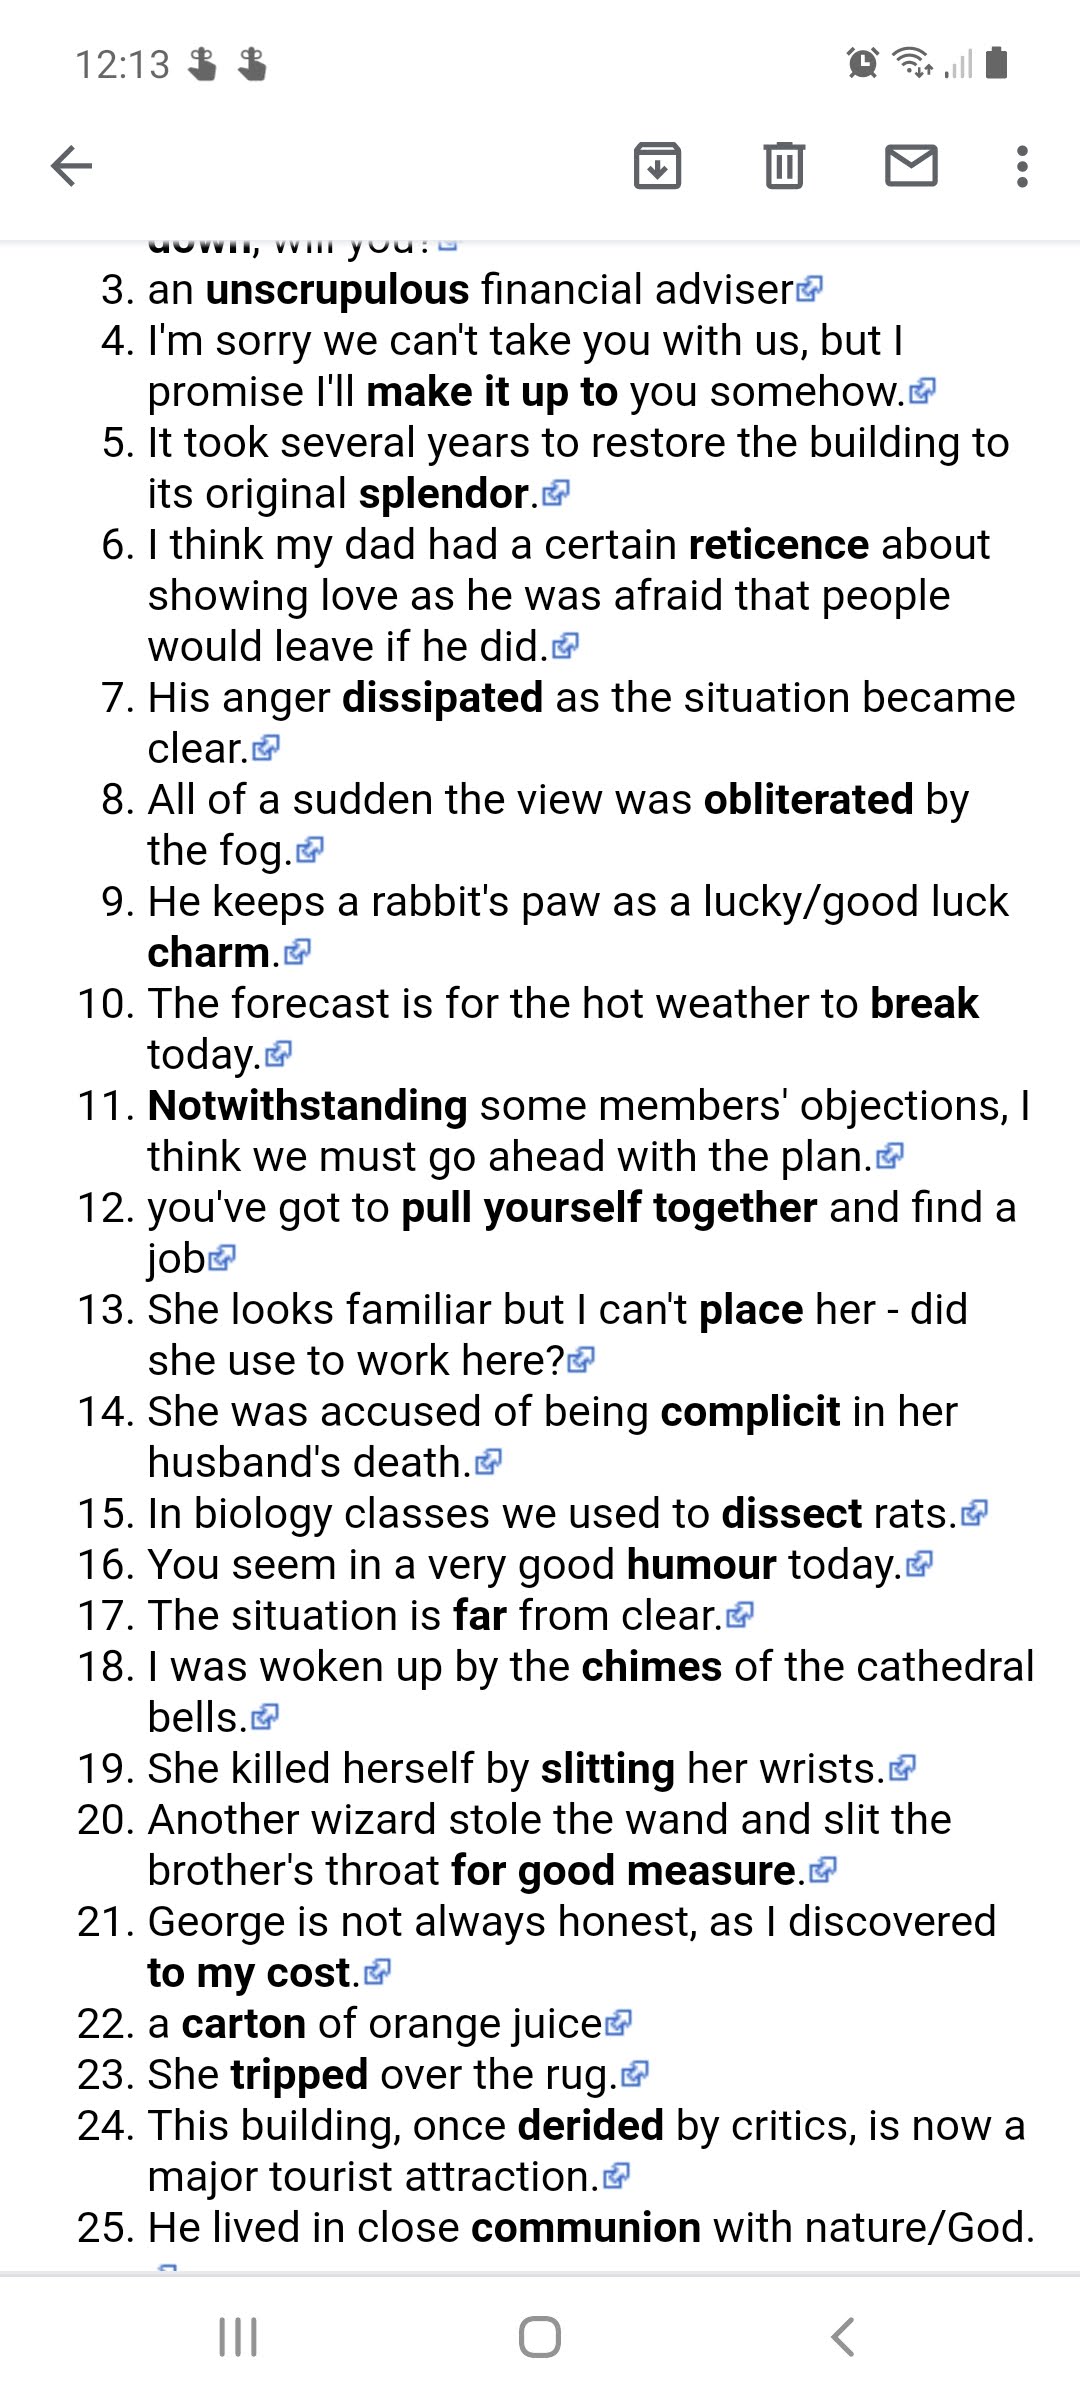 12:13
down, will you?
3. an unscrupulous financial adviser
4. I'm sorry we can't take you with us, but I
promise I'll make it up to you somehow.
5. It took several years to restore the building to
its original splendor.
6. I think my dad had a certain reticence about
showing love as he was afraid that people
would leave if he did.
7. His anger dissipated as the situation became
clear.
8. All of a sudden the view was obliterated by
the fog.
9. He keeps a rabbit's paw as a lucky/good luck
charm.
10. The forecast is for the hot weather to break
today.
11. Notwithstanding some members' objections, I
think we must go ahead with the plan.
12. you've got to pull yourself together and find a
job
13. She looks familiar but I can't place her - did
she use to work here?
14. She was accused of being complicit in her
husband's death.
15. In biology classes we used to dissect rats.
16. You seem in a very good humour today.
17. The situation is far from clear.
18. I was woken up by the chimes of the cathedral
bells.
19. She killed herself by slitting her wrists.
20. Another wizard stole the wand and slit the
brother's throat for good measure.
21. George is not always honest, as I discovered
to my cost.
22. a carton of orange juice
23. She tripped over the rug.
24. This building, once derided by critics, is now a
major tourist attraction.
25. He lived in close communion with nature/God.